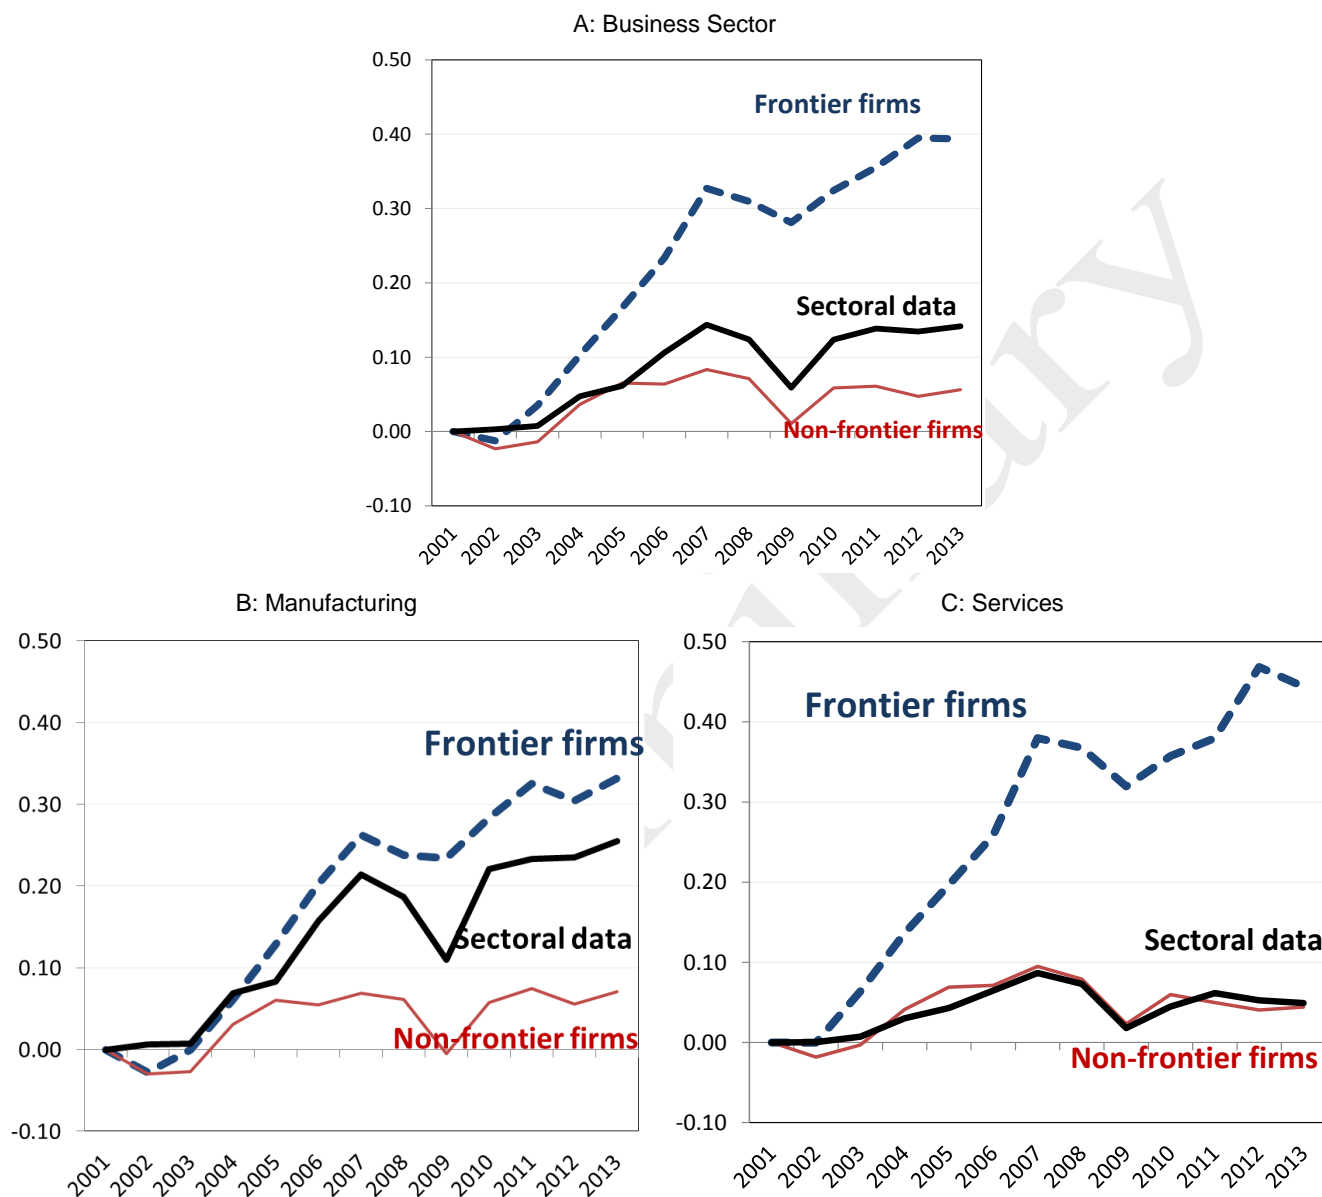 A: Business Sector
0.50
0.40
0.30
0.20
0.10
0.00
-0.10
Frontier firms
Sectoral data
Non-frontier firms
2001 2002 2003 2004 2005 2006 2007 2008 2009 2010 2011 2012 2013
B: Manufacturing
0.50
0.40
0.30
0.20
0.10
0.00
-0.10
Frontier firms
Sectoral data
Non-frontier firms
2001 2002 2003 2004 2005 2006 2007 2008 2009 2010 2011 2012 2013
C: Services
0.50
0.40
0.30
0.20
0.10
0.00
-0.10
Frontier firms
Sectoral data
Non-frontier firms
2001 2002 2003 2004 2005 2006 2007 2008 2009 2010 2011 2012 2013